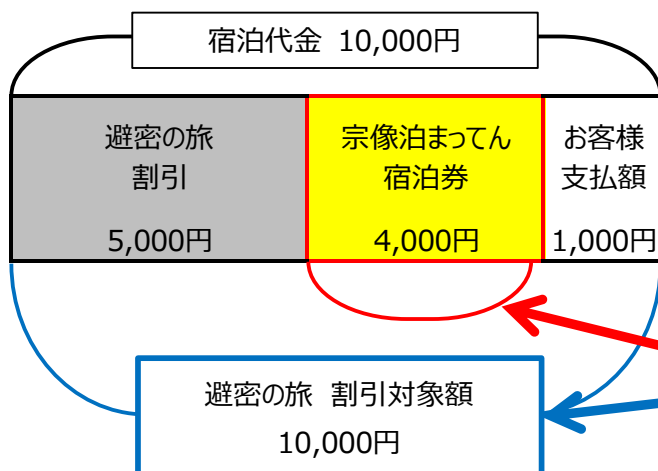 宿泊代金 10,000円
避密の旅
割引
5,000円
宗像泊まってん
宿泊券
4,000円
お客様
支払額
1,000円
避密の旅 割引対象額
10,000円